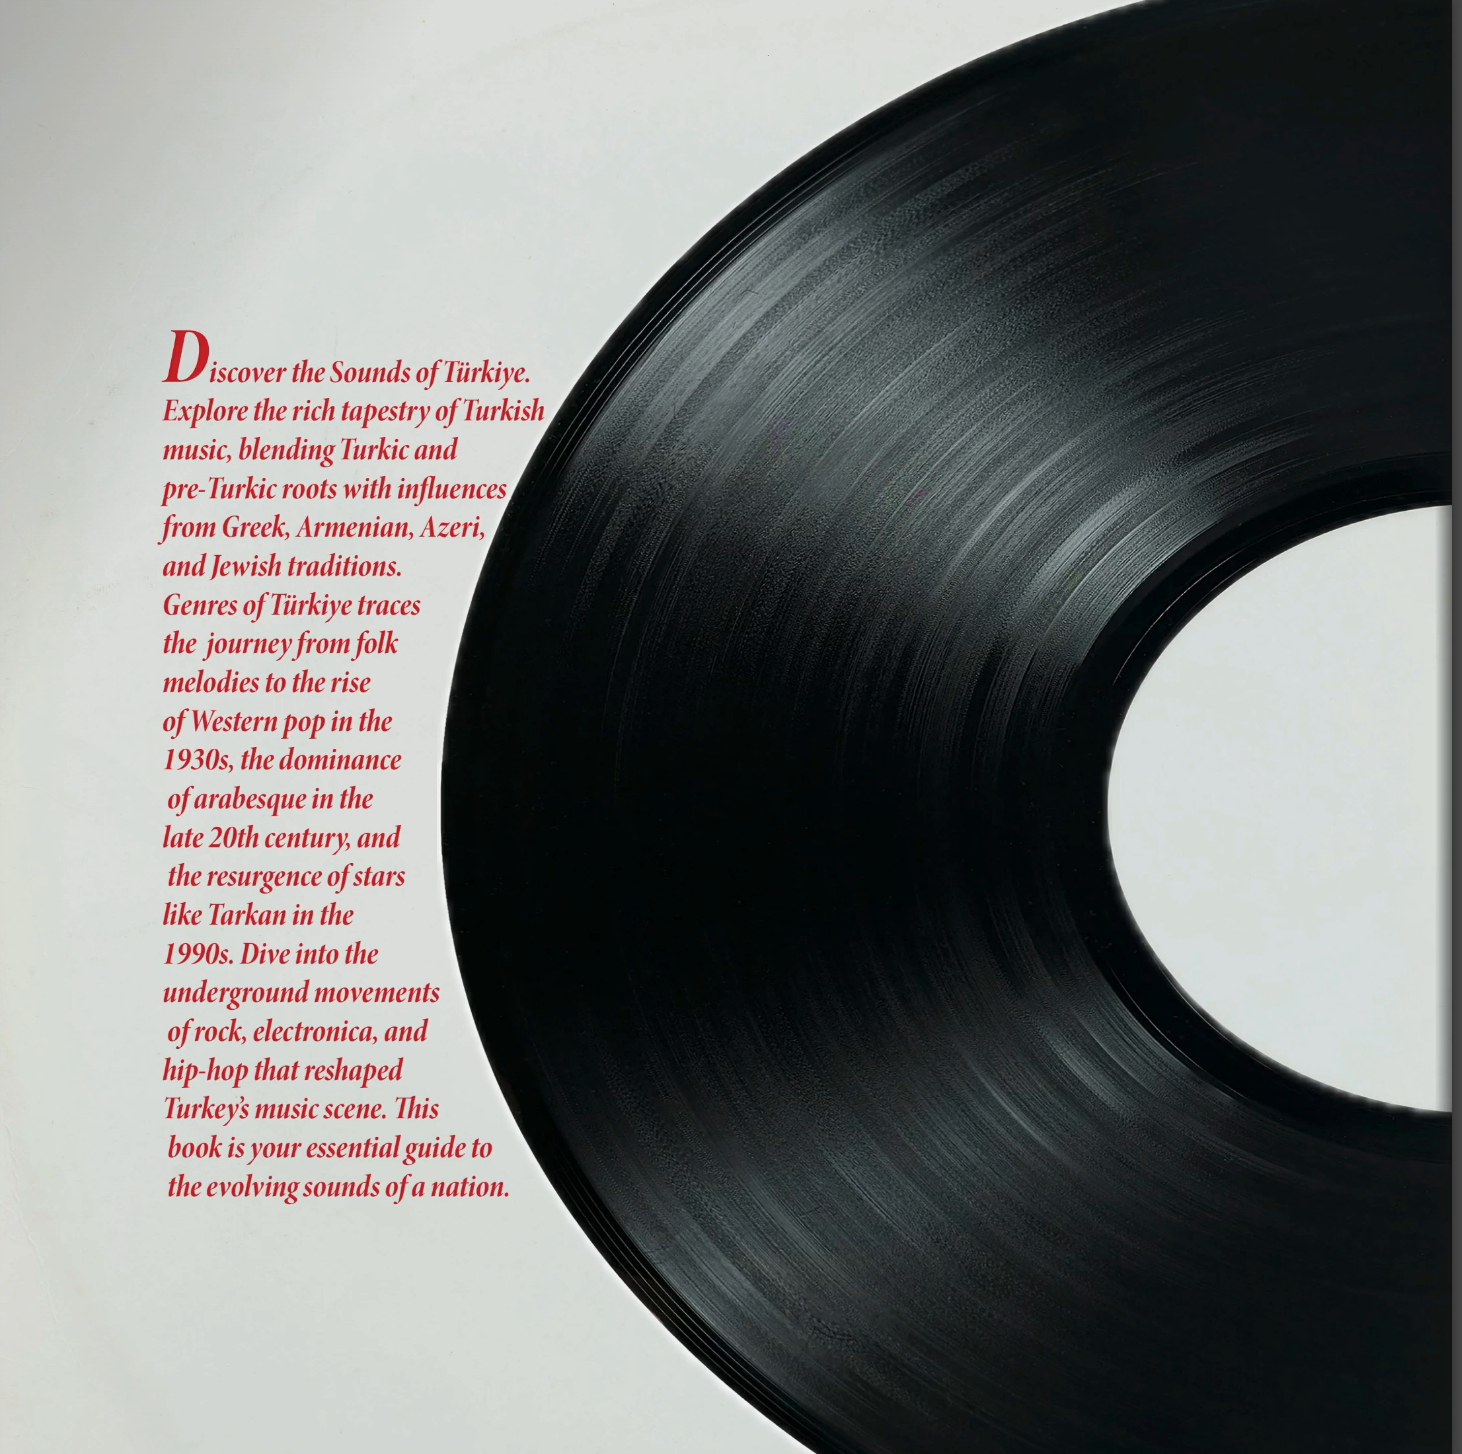 Discover the Sounds of Türkiye.
Explore the rich tapestry of Turkish
music, blending Turkic and
pre-Turkic roots with influences
from Greek, Armenian, Azeri,
and Jewish traditions.
Genres of Türkiye traces
the journey from folk
melodies to the rise
of Western pop in the
1930s, the dominance
of arabesque in the
late 20th century, and
the resurgence of stars
like Tarkan in the
1990s. Dive into the
underground movements
of rock, electronica, and
hip-hop that reshaped
Turkey's music scene. This
book is your essential guide to
the evolving sounds of a nation.